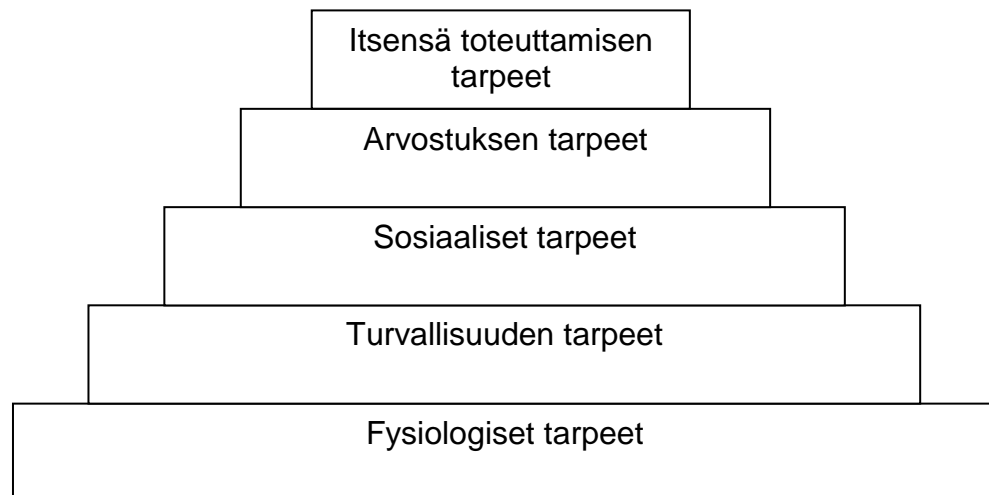 Itsensä toteuttamisen
tarpeet
Arvostuksen tarpeet
Sosiaaliset tarpeet
Turvallisuuden tarpeet
Fysiologiset tarpeet